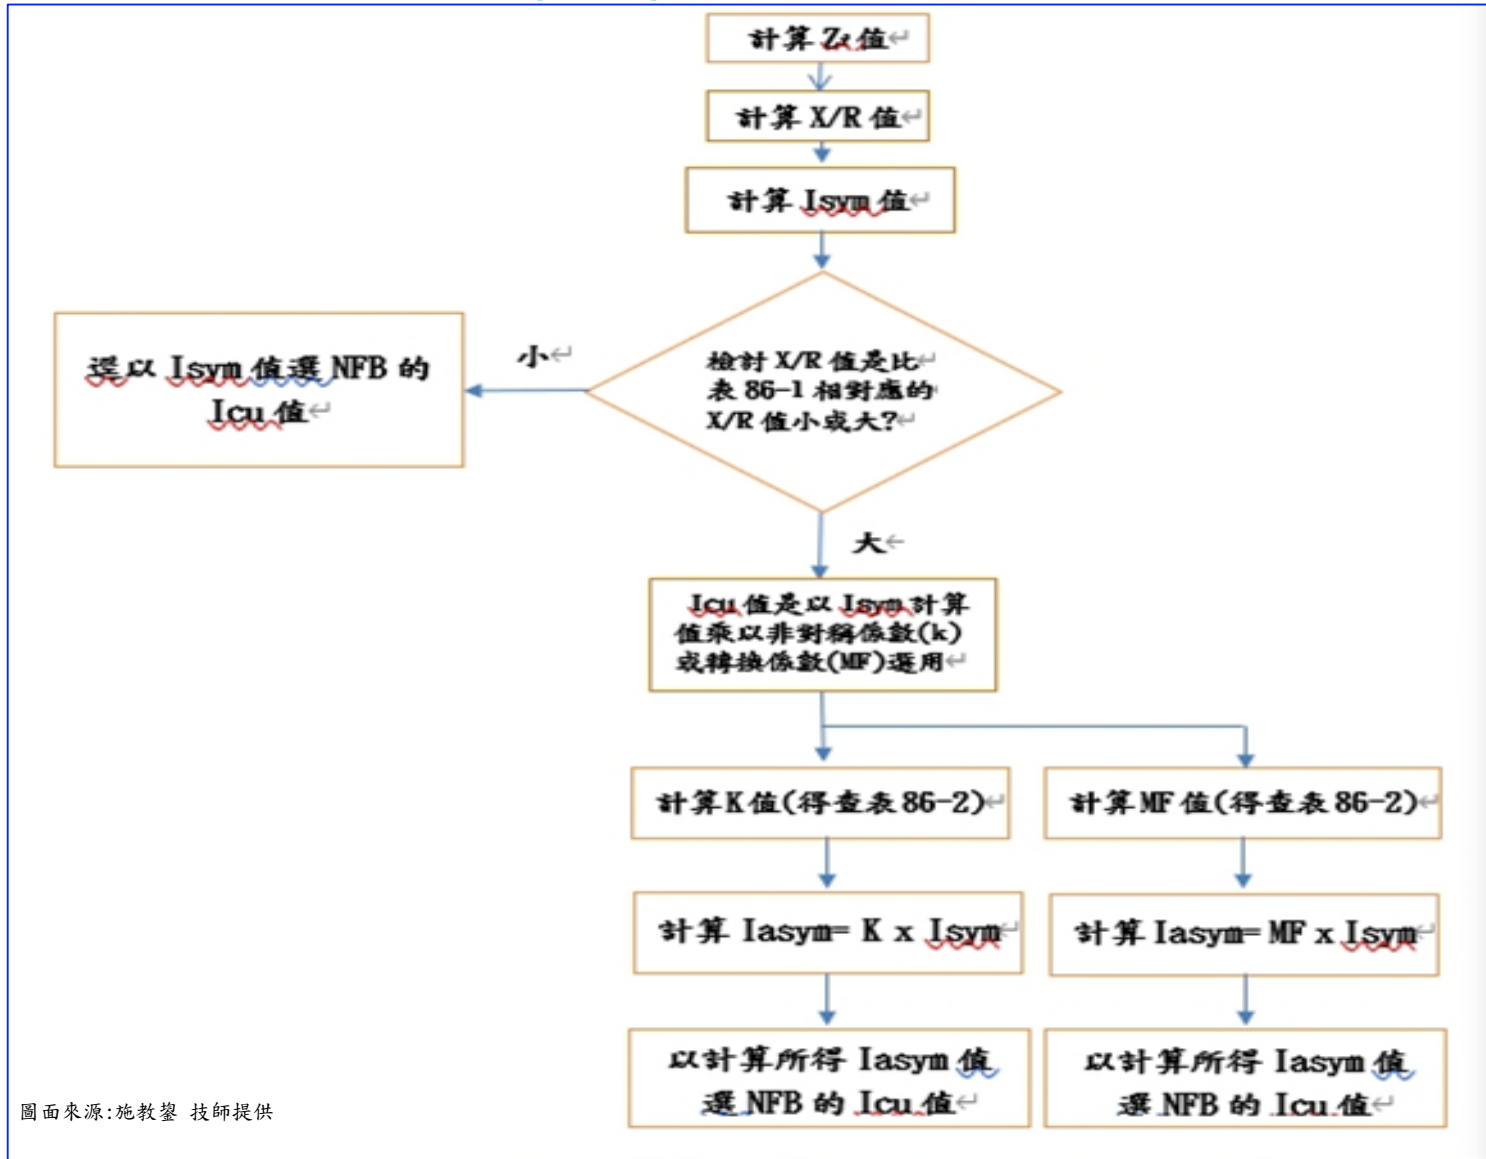 計算 Zt 值↵
計算 X/R 值↵
計算 Isym 值↵
檢討 X/R 值是比↵
表 86-1 相對應的
X/R 值小或大?↵
小↵
逕以 Isym 值選 NFB 的
Icu 值↵
大←
Icu 值是以 Isym 計算
值乘以非對稱係數(k)
或轉換係數(MF)選用↵
計算 K 值(得查表 86-2)↵
計算 MF 值(得查表 86-2)↵
計算 Iasym= K x Isym↵
計算 Iasym= MF x Isym↵
以計算所得 Iasym 值
選 NFB 的 Icu 值↵
以計算所得 Iasym 值
選 NFB 的 Icu 值↵
圖面來源:施教鋆 技師提供